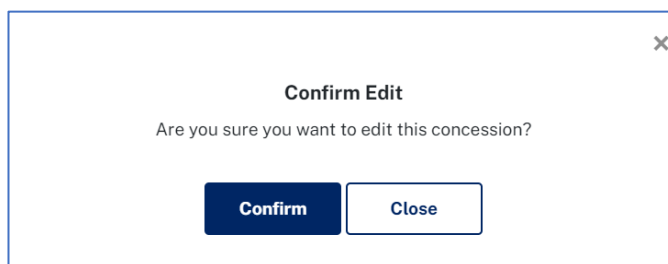 Confirm Edit
Are you sure you want to edit this concession?
Confirm Close